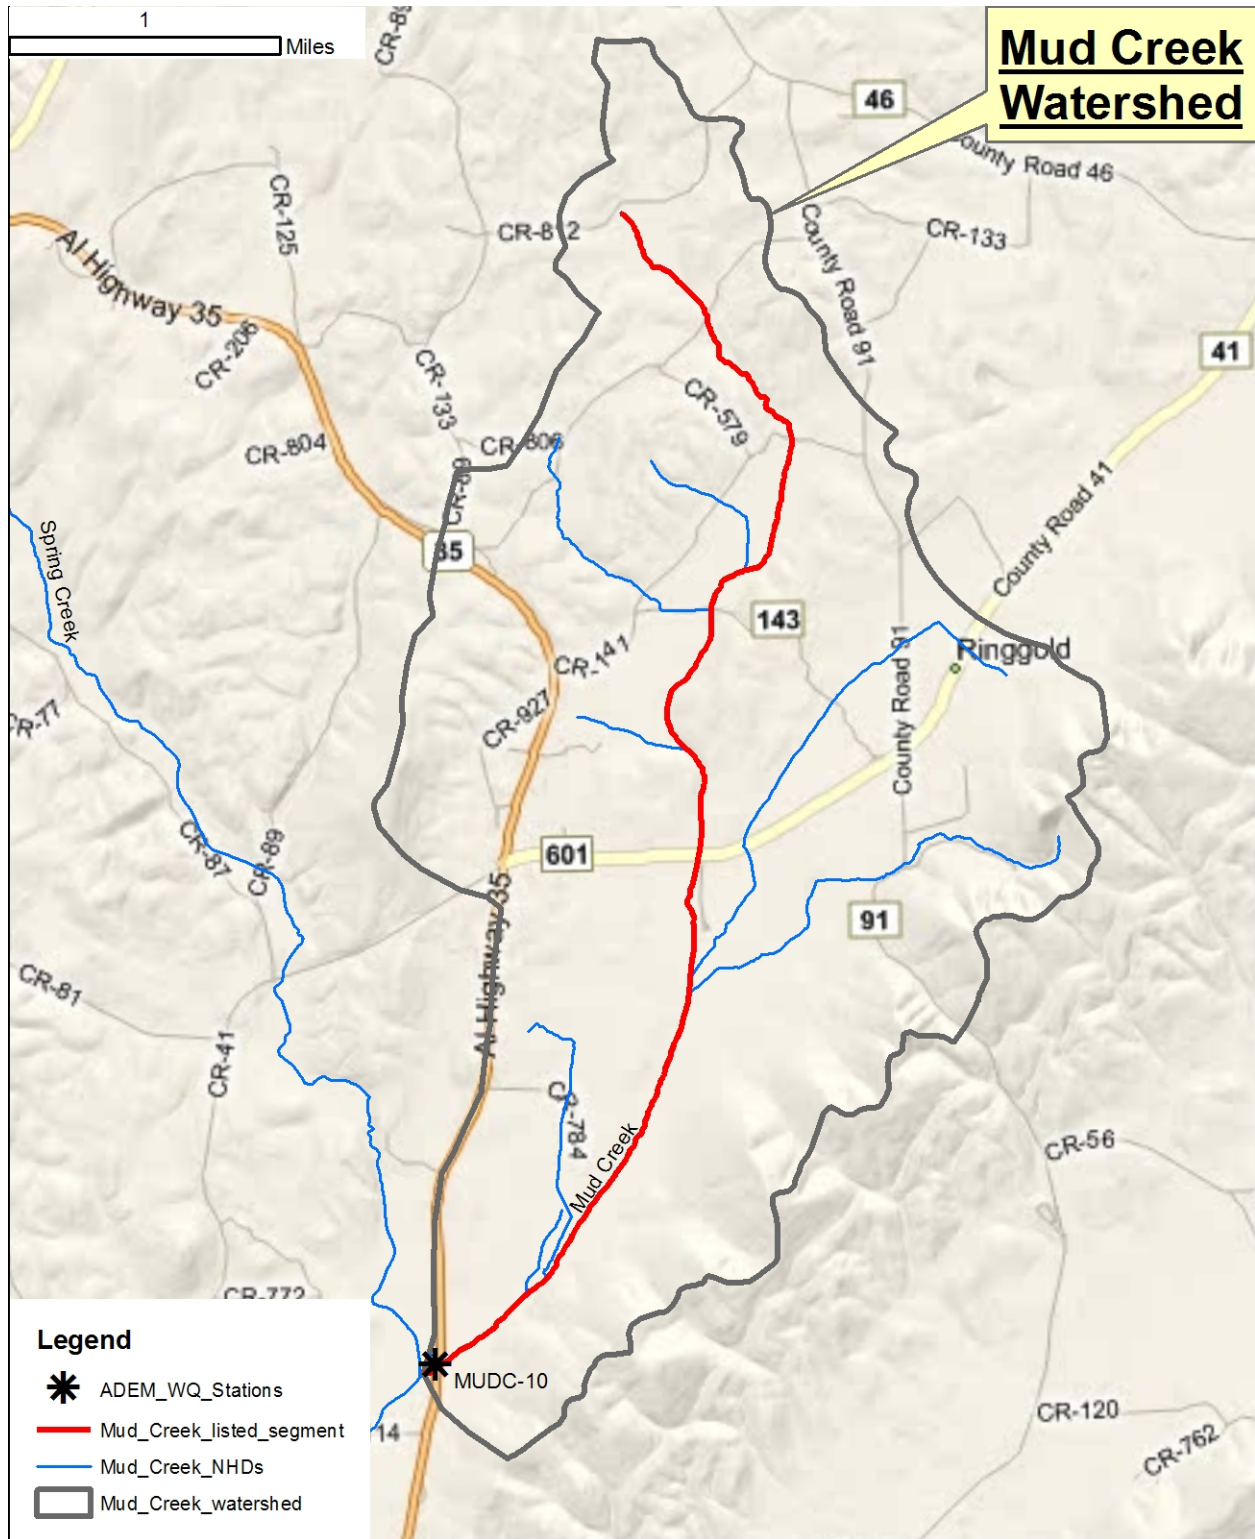 1
Miles
CR-89
Mud Creek
Watershed
46
County Road 46
CR-125
CR-812
County Road 91
CR-133
Al Highway 35
CR-206
41
CR-133
CR-579
CR-804
CR-806
County Road 41
Spring Creek
35
143
CR-141
Ringgold
County Road 91
CR-77
CR-927
CR-87
CR-89
601
Al Highway 35
91
CR-81
CR-41
CR-784
Mud Creek
CR-56
CR-772
Legend
ADEM_WQ_Stations
MUDC-10
Mud_Creek_listed_segment
14
CR-120
Mud_Creek_NHDs
CR-762
Mud_Creek_watershed